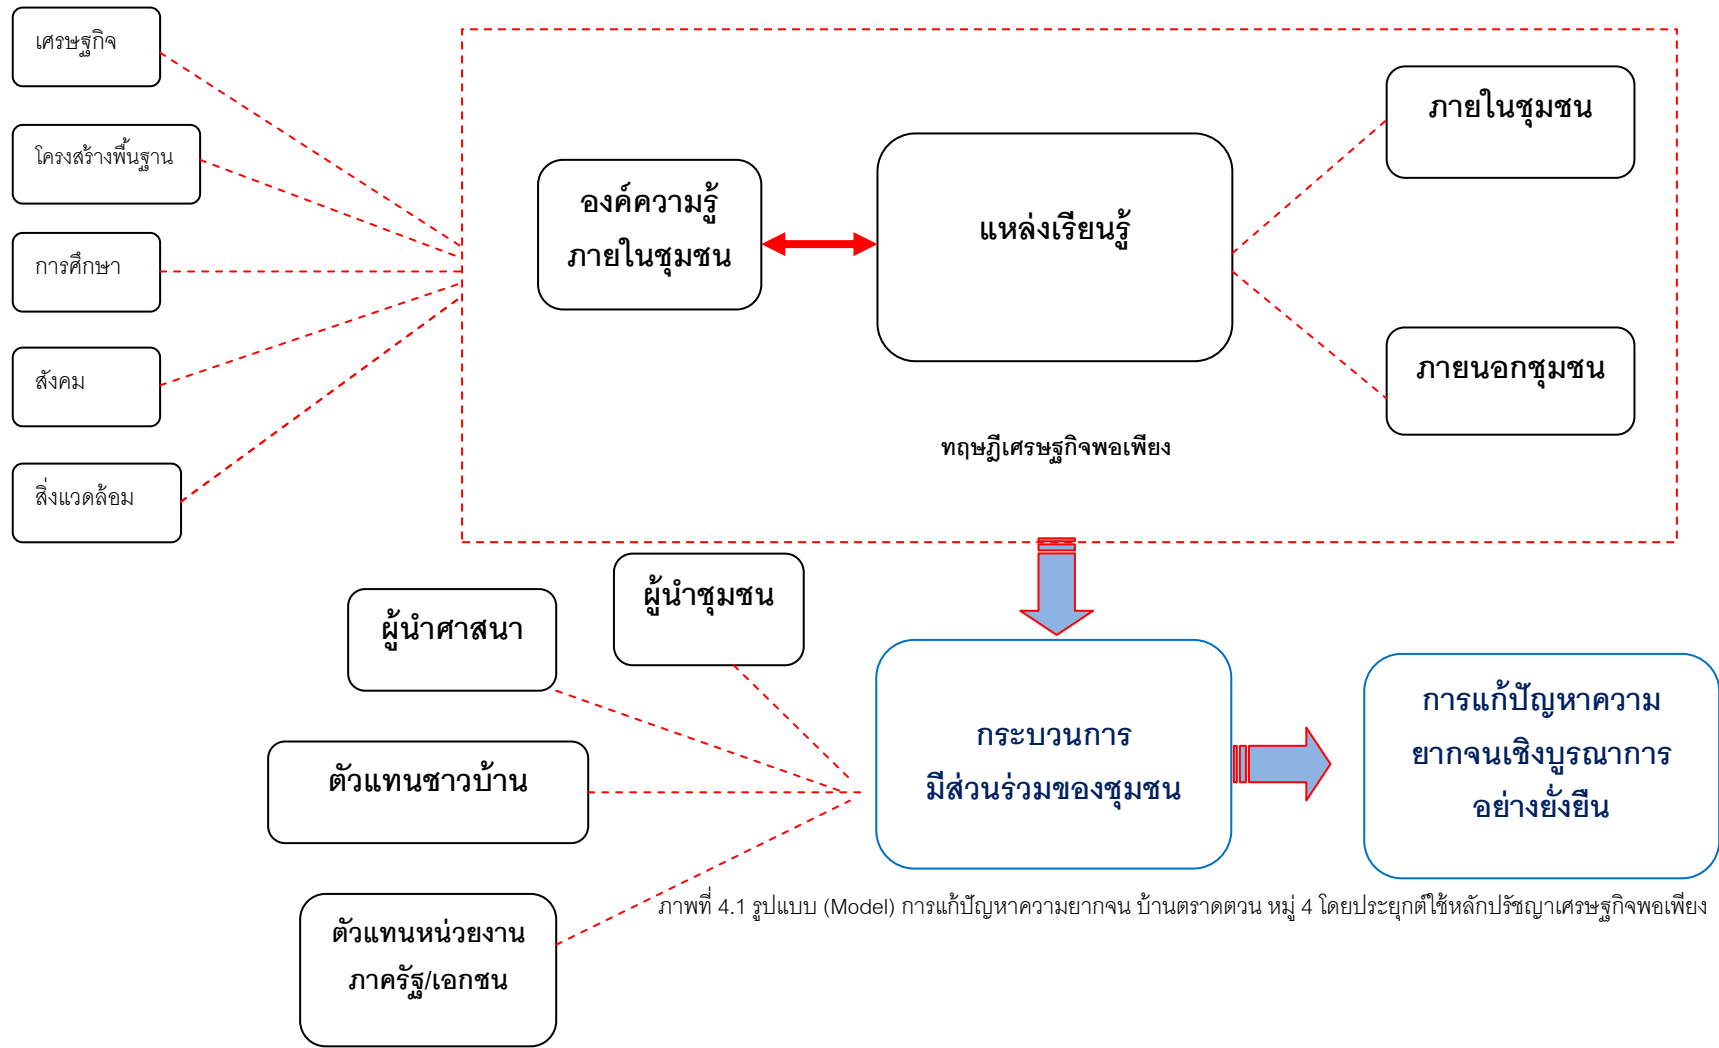 เศรษฐกิจ
โครงสร้างพื้นฐาน
การศึกษา
สังคม
สิ่งแวดล้อม
องค์ความรู้
ภายในชุมชน
แหล่งเรียนรู้
ภายในชุมชน
ภายนอกชุมชน
ทฤษฎีเศรษฐกิจพอเพียง
ผู้นำชุมชน
ผู้นำศาสนา
ตัวแทนชาวบ้าน
ตัวแทนหน่วยงาน
ภาครัฐ/เอกชน
กระบวนการ
มีส่วนร่วมของชุมชน
การแก้ปัญหาความ
ยากจนเชิงบูรณาการ
อย่างยั่งยืน
ภาพที่ 4.1 รูปแบบ (Model) การแก้ปัญหาความยากจน บ้านตราดตวน หมู่ 4 โดยประยุกต์ใช้หลักปรัชญาเศรษฐกิจพอเพียง